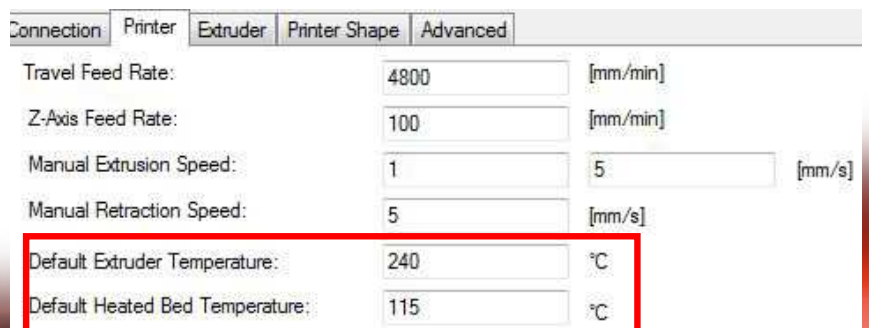 Connection Printer Extruder Printer Shape Advanced
Travel Feed Rate: 4800 [mm/min]
Z-Axis Feed Rate: 100 [mm/min]
Manual Extrusion Speed: 1 5 [mm/s]
Manual Retraction Speed: 5 [mm/s]
Default Extruder Temperature: 240 °C
Default Heated Bed Temperature: 115 °C